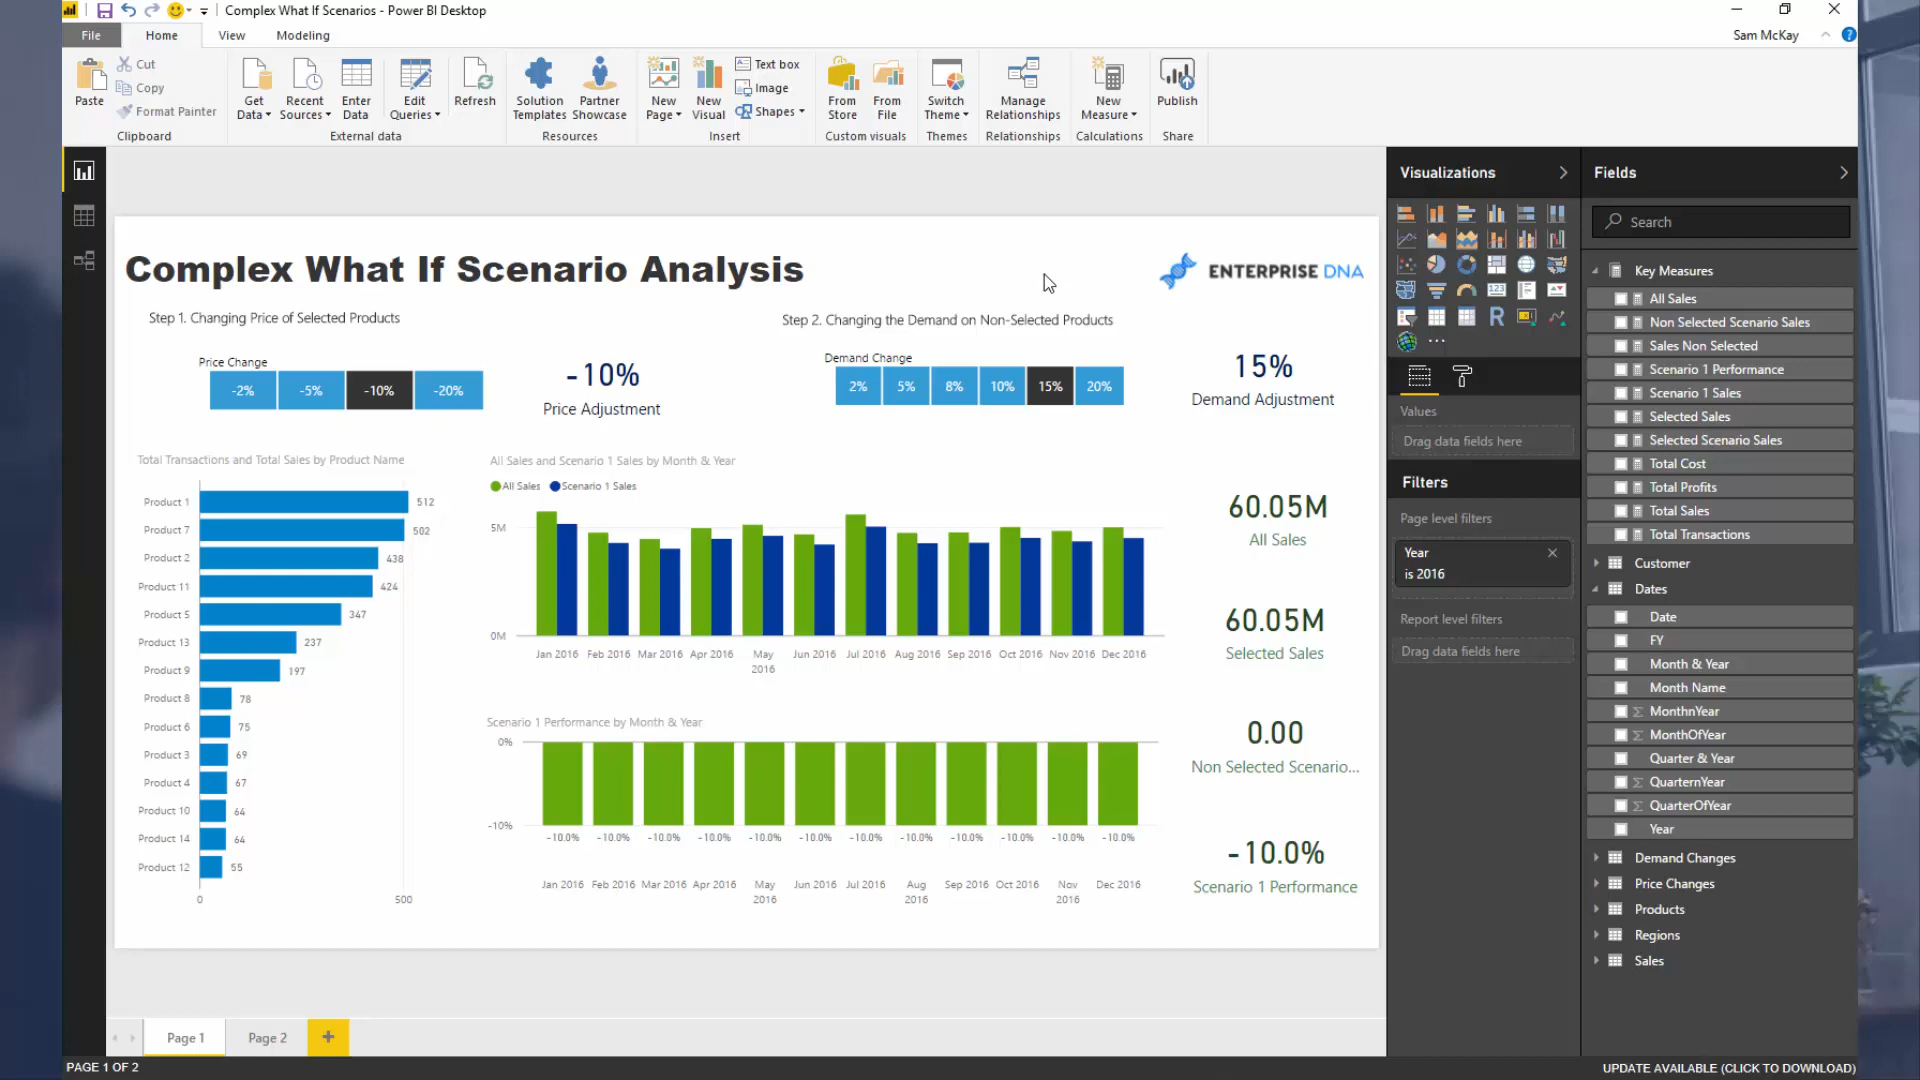 Complex What If Scenarios - Power BI Desktop
File
Home
View
Modeling
Sam McKay
?
Paste
Cut
Copy
Format Painter
Clipboard
Get
Data
Recent
Sources
Enter
Data
Edit
Queries
Refresh
External data
Solution
Templates
Partner
Showcase
Resources
New
Page
New
Visual
Text box
Image
Shapes
Insert
From
Store
From
File
Custom visuals
Switch
Theme
Themes
Manage
Relationships
Relationships
New
Measure
Calculations
Publish
Share
Complex What If Scenario Analysis
ENTERPRISE DNA
Step 1. Changing Price of Selected Products
Price Change
-2% -5% -10% -20%
-10%
Price Adjustment
Step 2. Changing the Demand on Non-Selected Products
Demand Change
2% 5% 8% 10% 15% 20%
15%
Demand Adjustment
Total Transactions and Total Sales by Product Name
Product 1 512
Product 7 502
Product 2 438
Product 11 424
Product 5 347
Product 13 237
Product 9 197
Product 8 78
Product 6 75
Product 3 69
Product 4 67
Product 10 64
Product 14 64
Product 12 55
0 500
All Sales and Scenario 1 Sales by Month & Year
All Sales Scenario 1 Sales
5M
0M
Jan 2016 Feb 2016 Mar 2016 Apr 2016 May 2016 Jun 2016 Jul 2016 Aug 2016 Sep 2016 Oct 2016 Nov 2016 Dec 2016
Scenario 1 Performance by Month & Year
0%
-10%
-10.0% -10.0% -10.0% -10.0% -10.0% -10.0% -10.0% -10.0% -10.0% -10.0% -10.0% -10.0%
Jan 2016 Feb 2016 Mar 2016 Apr 2016 May 2016 Jun 2016 Jul 2016 Aug 2016 Sep 2016 Oct 2016 Nov 2016 Dec 2016
60.05M
All Sales
60.05M
Selected Sales
0.00
Non Selected Scenario...
-10.0%
Scenario 1 Performance
Page 1
Page 2
+
Visualizations
123
R
...
Values
Drag data fields here
Filters
Page level filters
Year
is 2016
Report level filters
Drag data fields here
Fields
Search
Key Measures
All Sales
Non Selected Scenario Sales
Sales Non Selected
Scenario 1 Performance
Scenario 1 Sales
Selected Sales
Selected Scenario Sales
Total Cost
Total Profits
Total Sales
Total Transactions
Customer
Dates
Date
FY
Month & Year
Month Name
Σ MonthnYear
Σ MonthOfYear
Quarter & Year
Σ QuarternYear
Σ QuarterOfYear
Year
Demand Changes
Price Changes
Products
Regions
Sales
PAGE 1 OF 2
UPDATE AVAILABLE (CLICK TO DOWNLOAD)